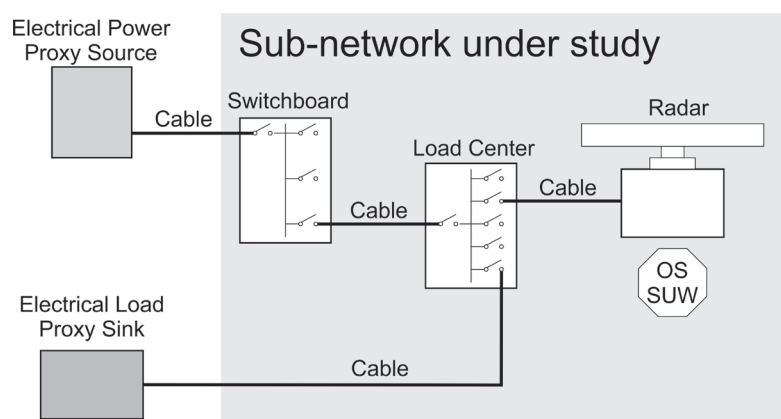 Electrical Power
Proxy Source
Sub-network under study
Cable
Switchboard
Radar
Load Center
Cable
Cable
OS
SUW
Electrical Load
Proxy Sink
Cable